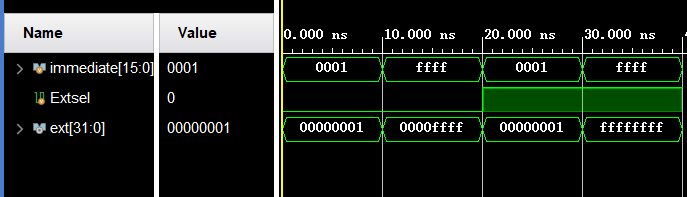 Name Value 0.000 ns 10.000 ns 20.000 ns 30.000 ns 4
immediate[15:0] 0001 0001 ffff 0001 ffff
Extsel 0
ext[31:0] 00000001 00000001 0000ffff 00000001 ffffffff